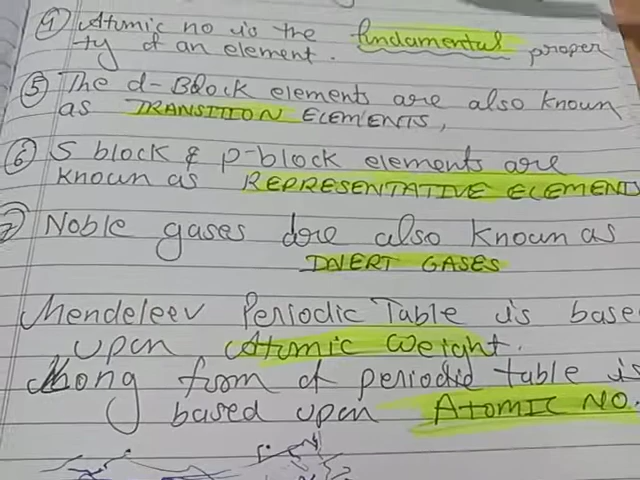 4) Atomic no is the fundamental proper
ty of an element.
5 The d-Block elements are also known
as TRANSITION ELEMENTS,
6 S block & p-block elements are
known as REPRESENTATIVE ELEMENTS
7 Noble gases are also known as
INERT GASES
Mendeleev Periodic Table is base
upon Atomic Weight.
long from of periodic table is
based upon ATOMIC NO.